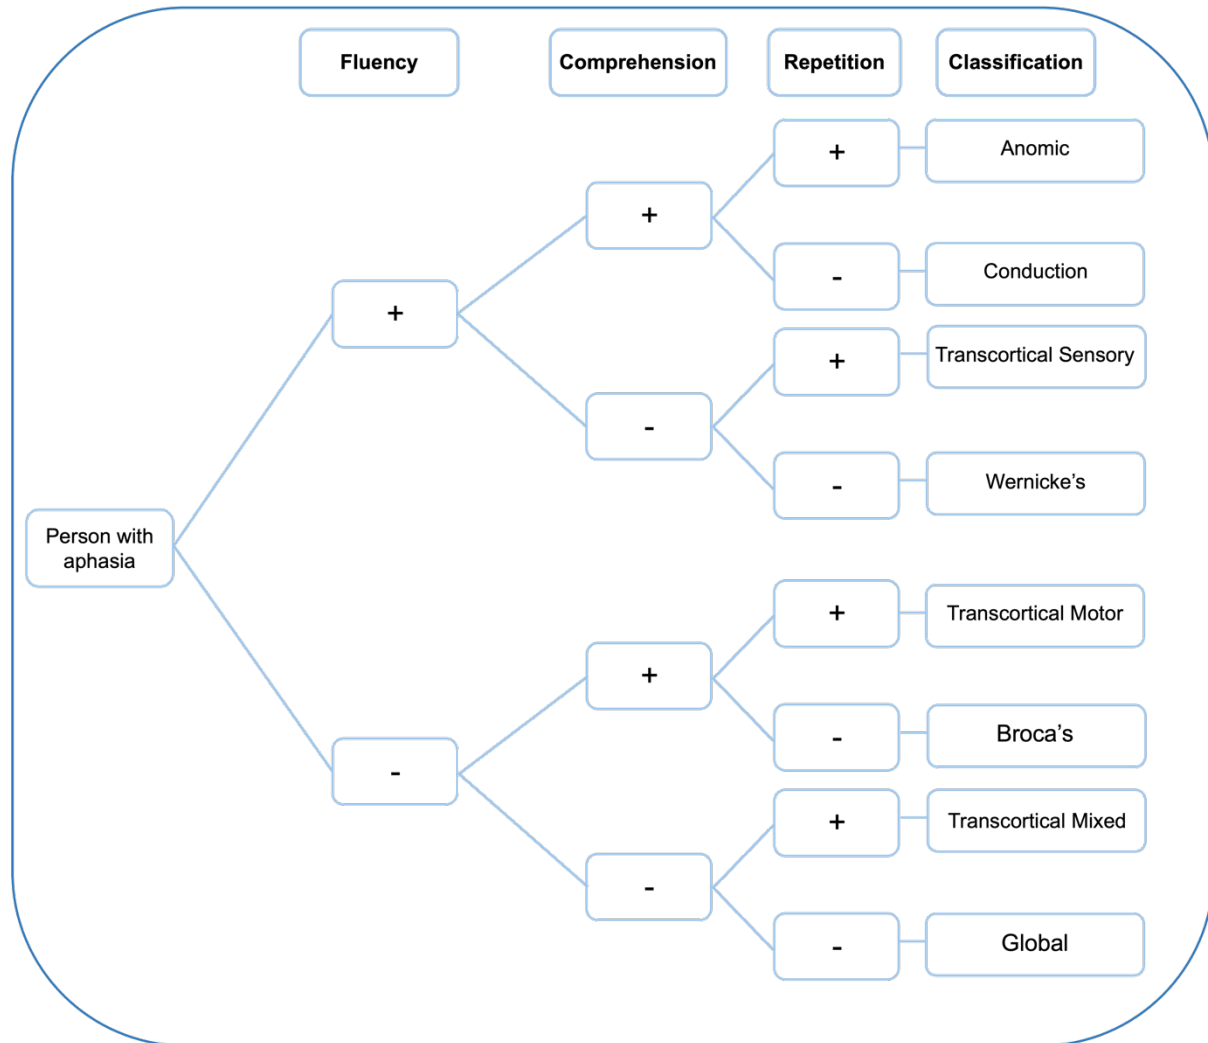 Fluency
Comprehension
Repetition
Classification
+
Anomic
+
-
Conduction
+
+
Transcortical Sensory
-
-
Wernicke's
Person with
aphasia
+
Transcortical Motor
+
-
Broca's
-
+
Transcortical Mixed
-
-
Global